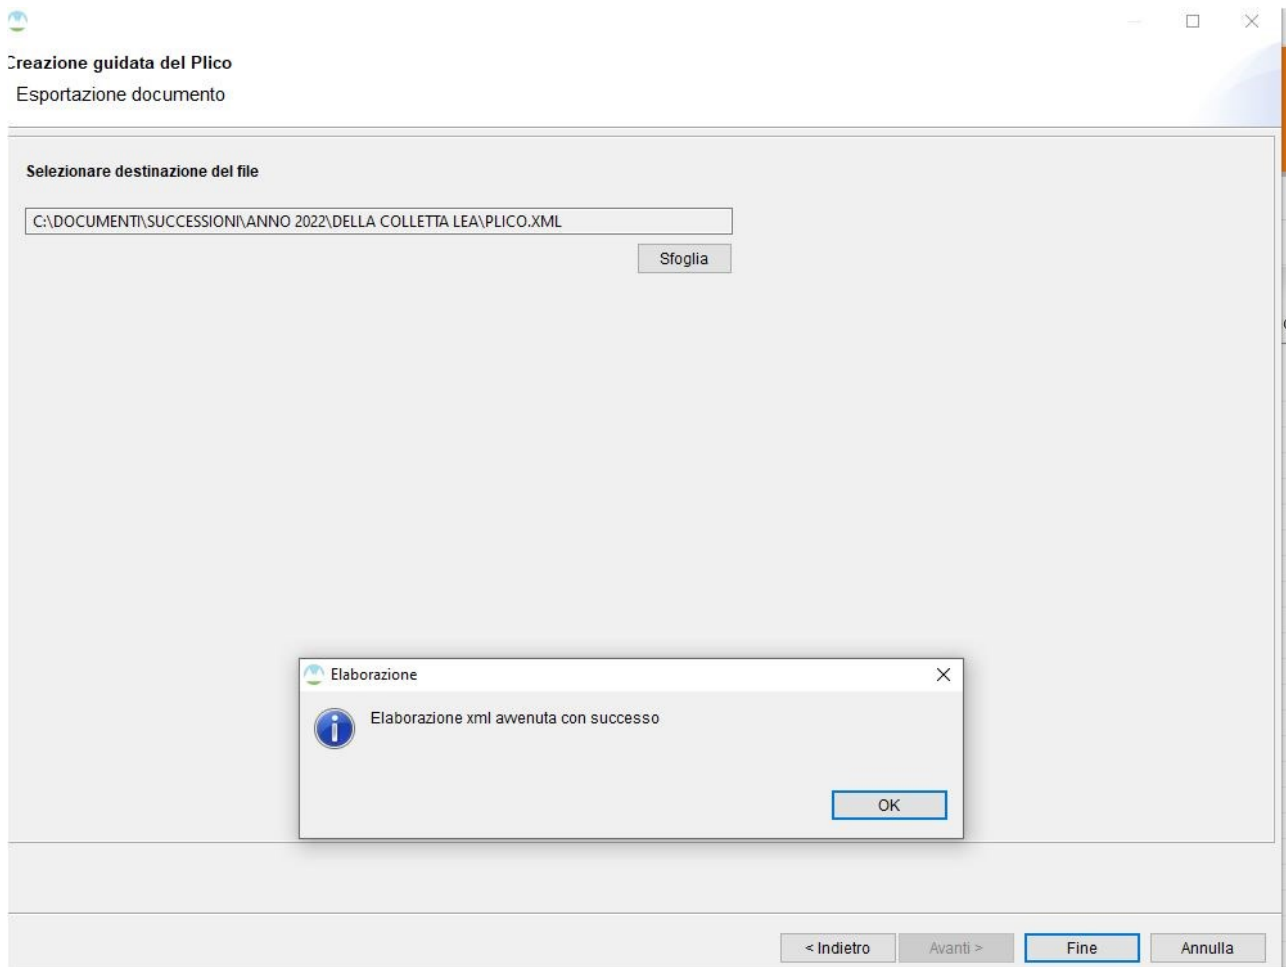 Creazione guidata del Plico
Esportazione documento
Selezionare destinazione del file
C:\DOCUMENTI\SUCCESSIONI\ANNO 2022\DELLA COLLETTA LEA\PLICO.XML
Sfoglia
Elaborazione
Elaborazione xml avvenuta con successo
OK
< Indietro
Avanti >
Fine
Annulla